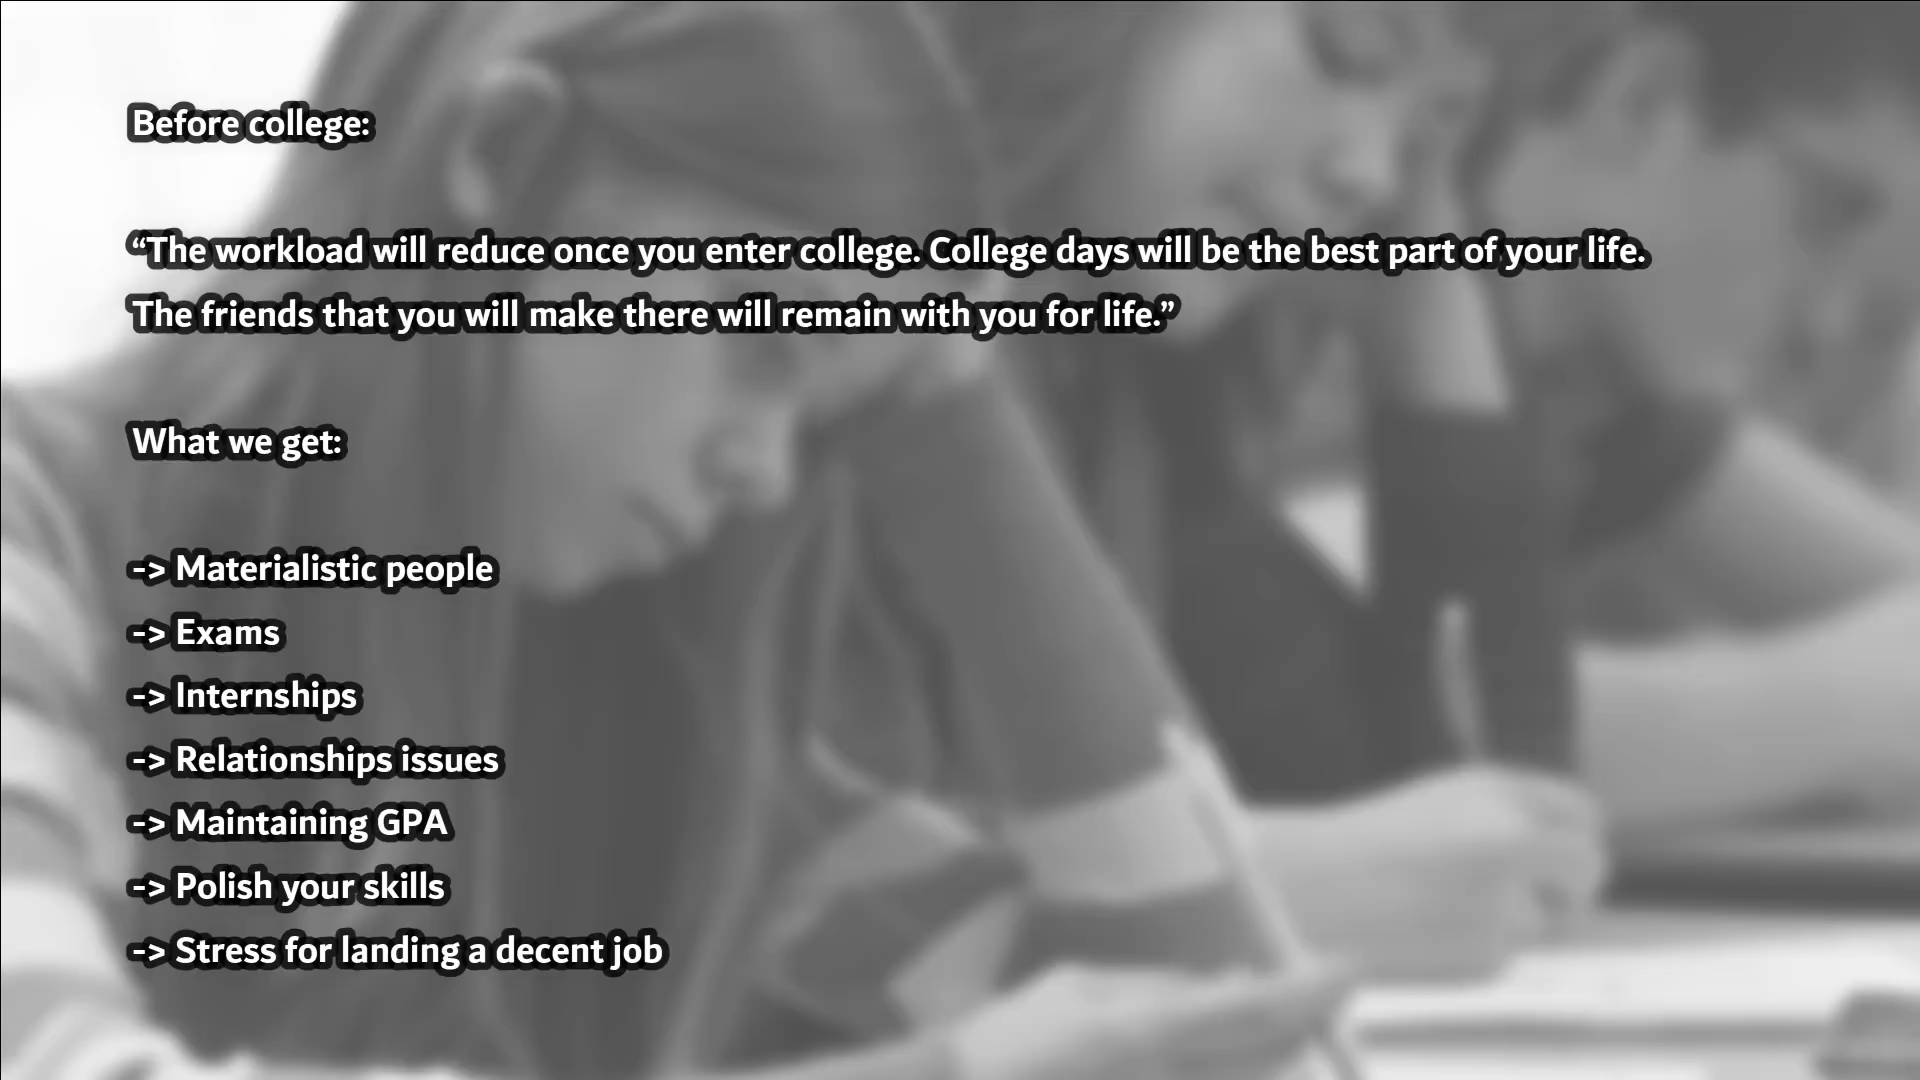 Before college:
“The workload will reduce once you enter college. College days will be the best part of your life.
The friends that you will make there will remain with you for life.”
What we get:
-> Materialistic people
-> Exams
-> Internships
-> Relationships issues
-> Maintaining GPA
-> Polish your skills
-> Stress for landing a decent job